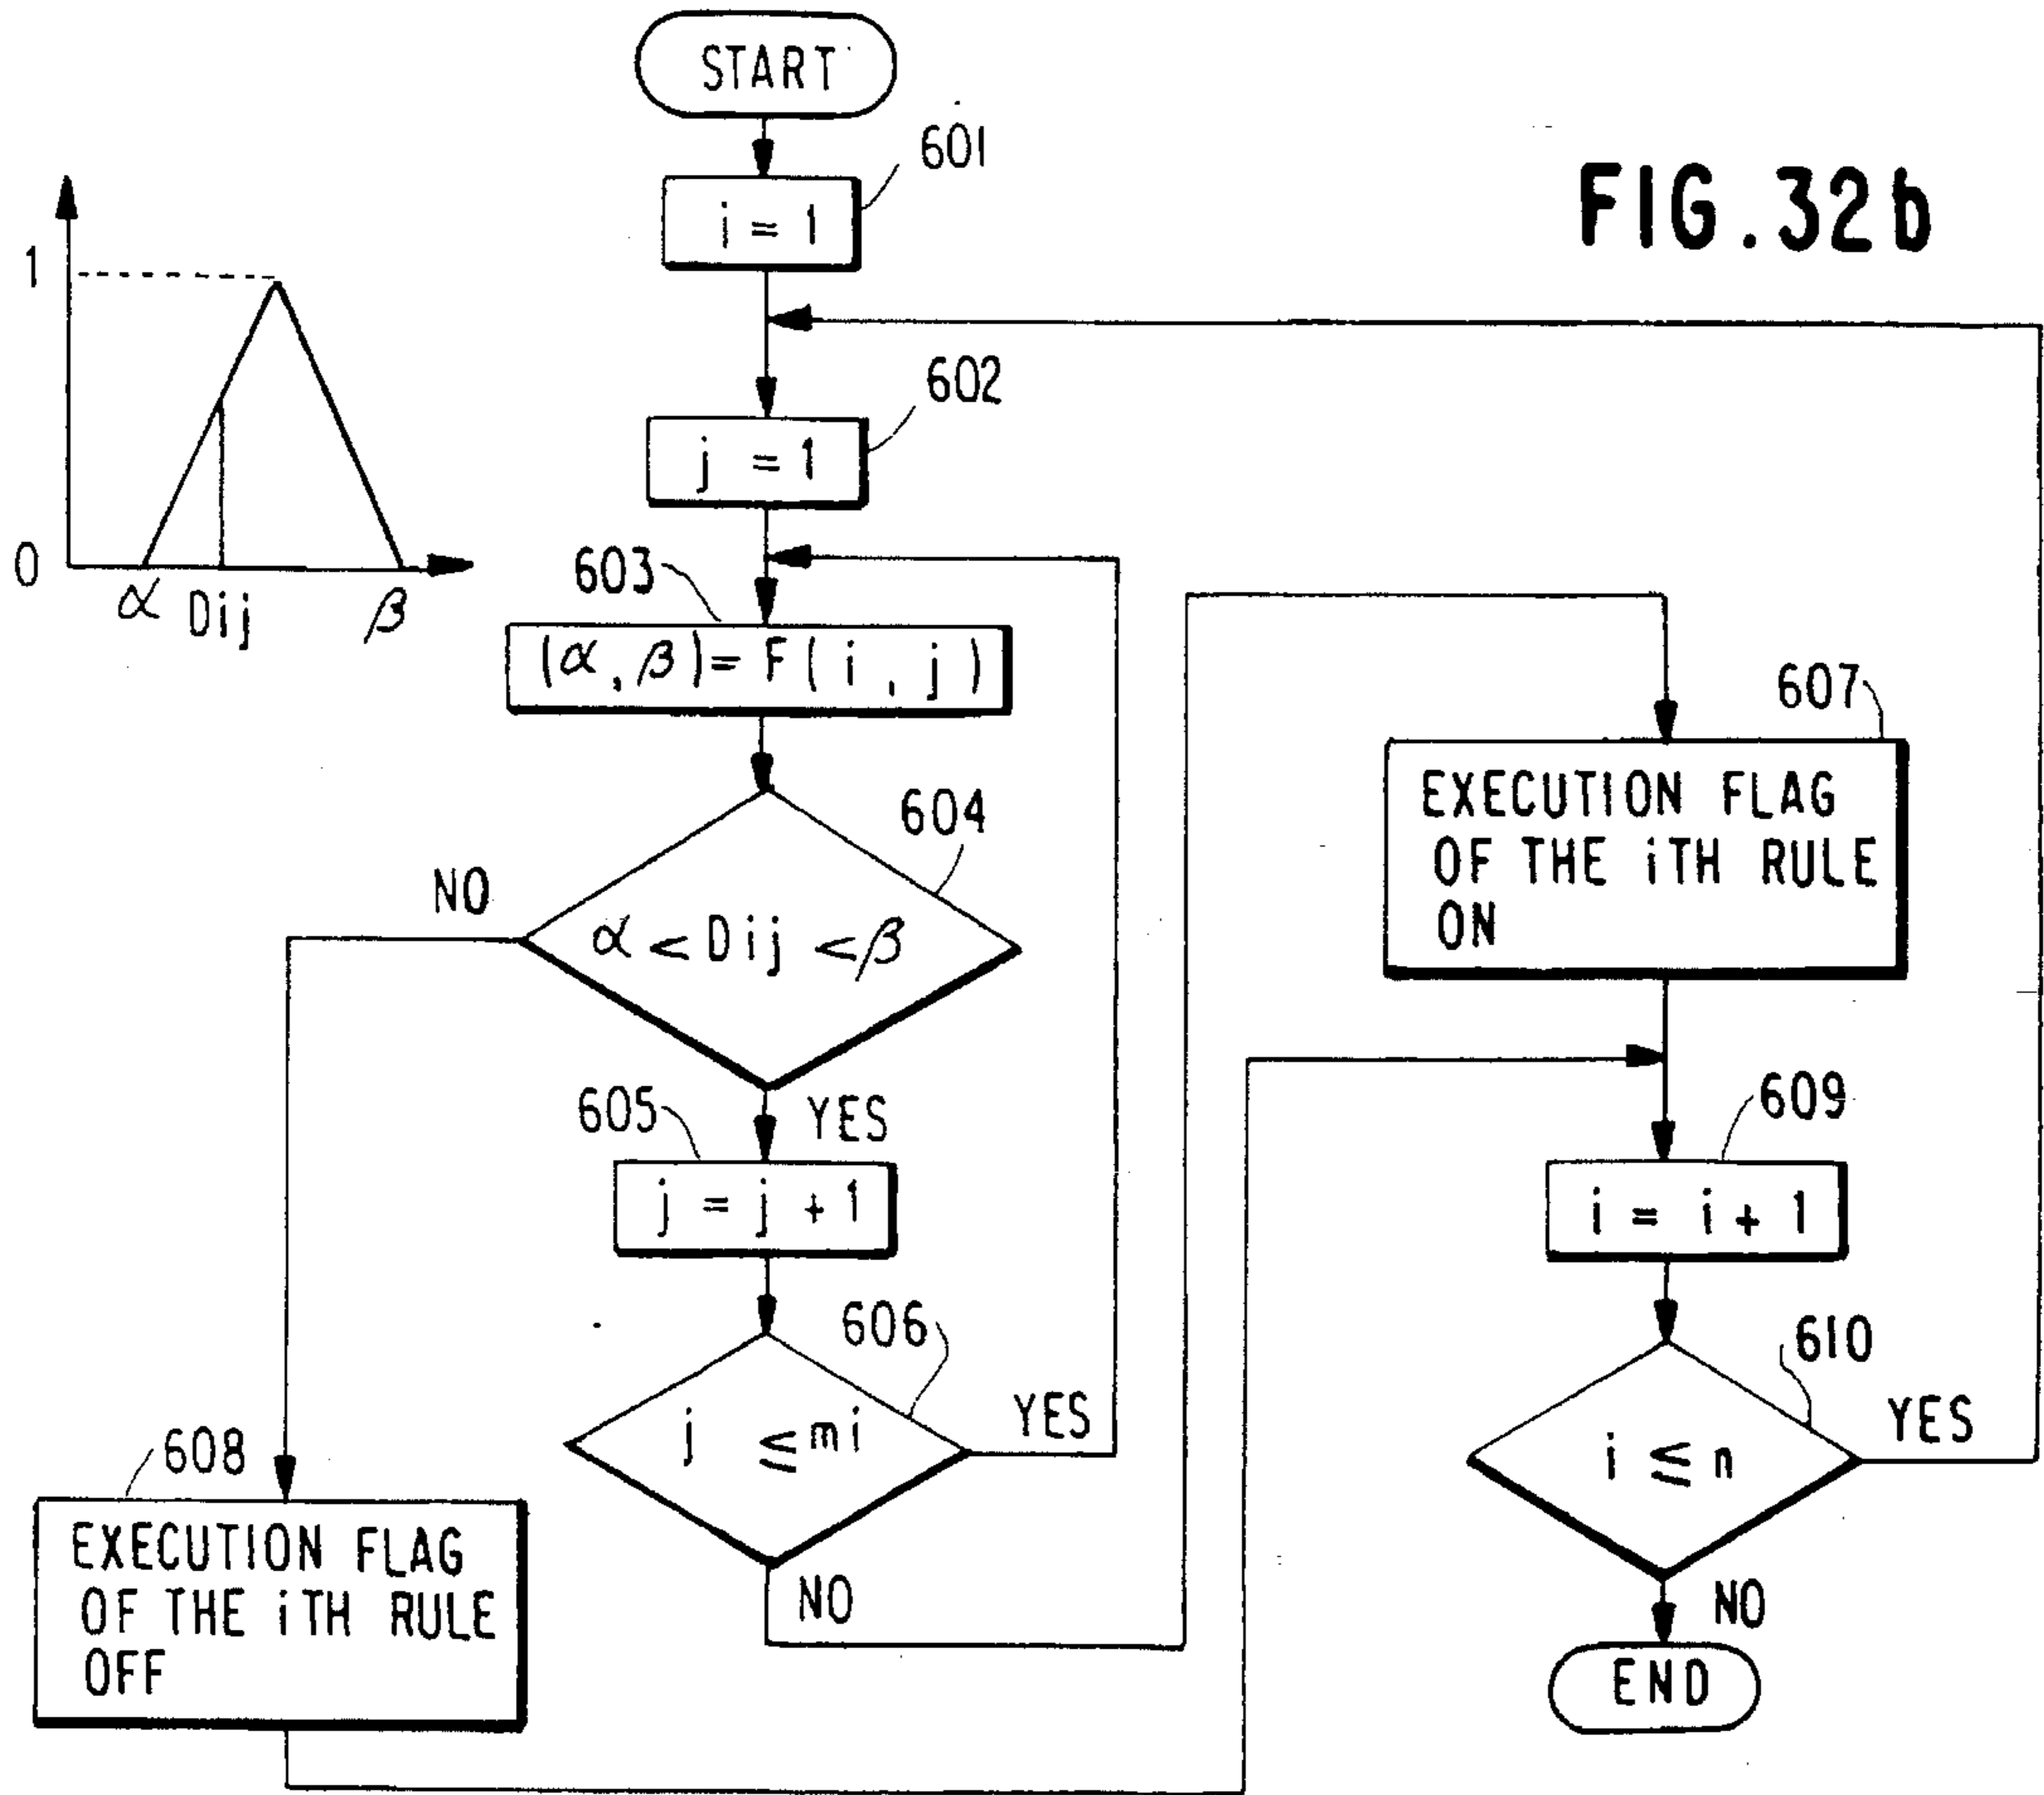 START
601
i = 1
FIG.32b
1
602
j = 1
0
α Dij β
603
(α, β) = F( i , j )
604
NO
α < Dij < β
607
EXECUTION FLAG
OF THE iTH RULE
ON
605
YES
j = j + 1
609
i = i + 1
606
j ≦ mi
YES
NO
610
i ≦ n
YES
NO
608
EXECUTION FLAG
OF THE iTH RULE
OFF
END